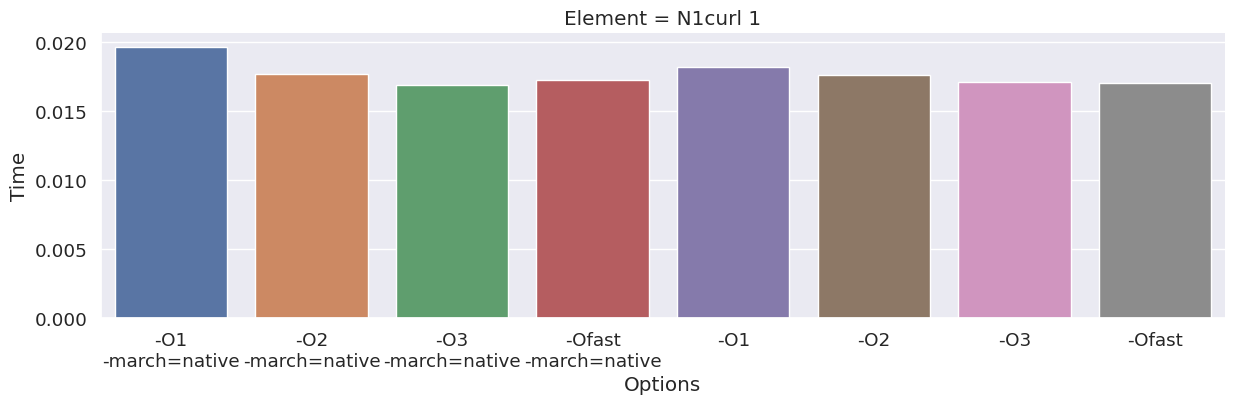 Element = N1curl 1
Time
0.020
0.015
0.010
0.005
0.000
-O1 -O2 -O3 -Ofast -O1 -O2 -O3 -Ofast
-march=native -march=native -march=native -march=native
Options